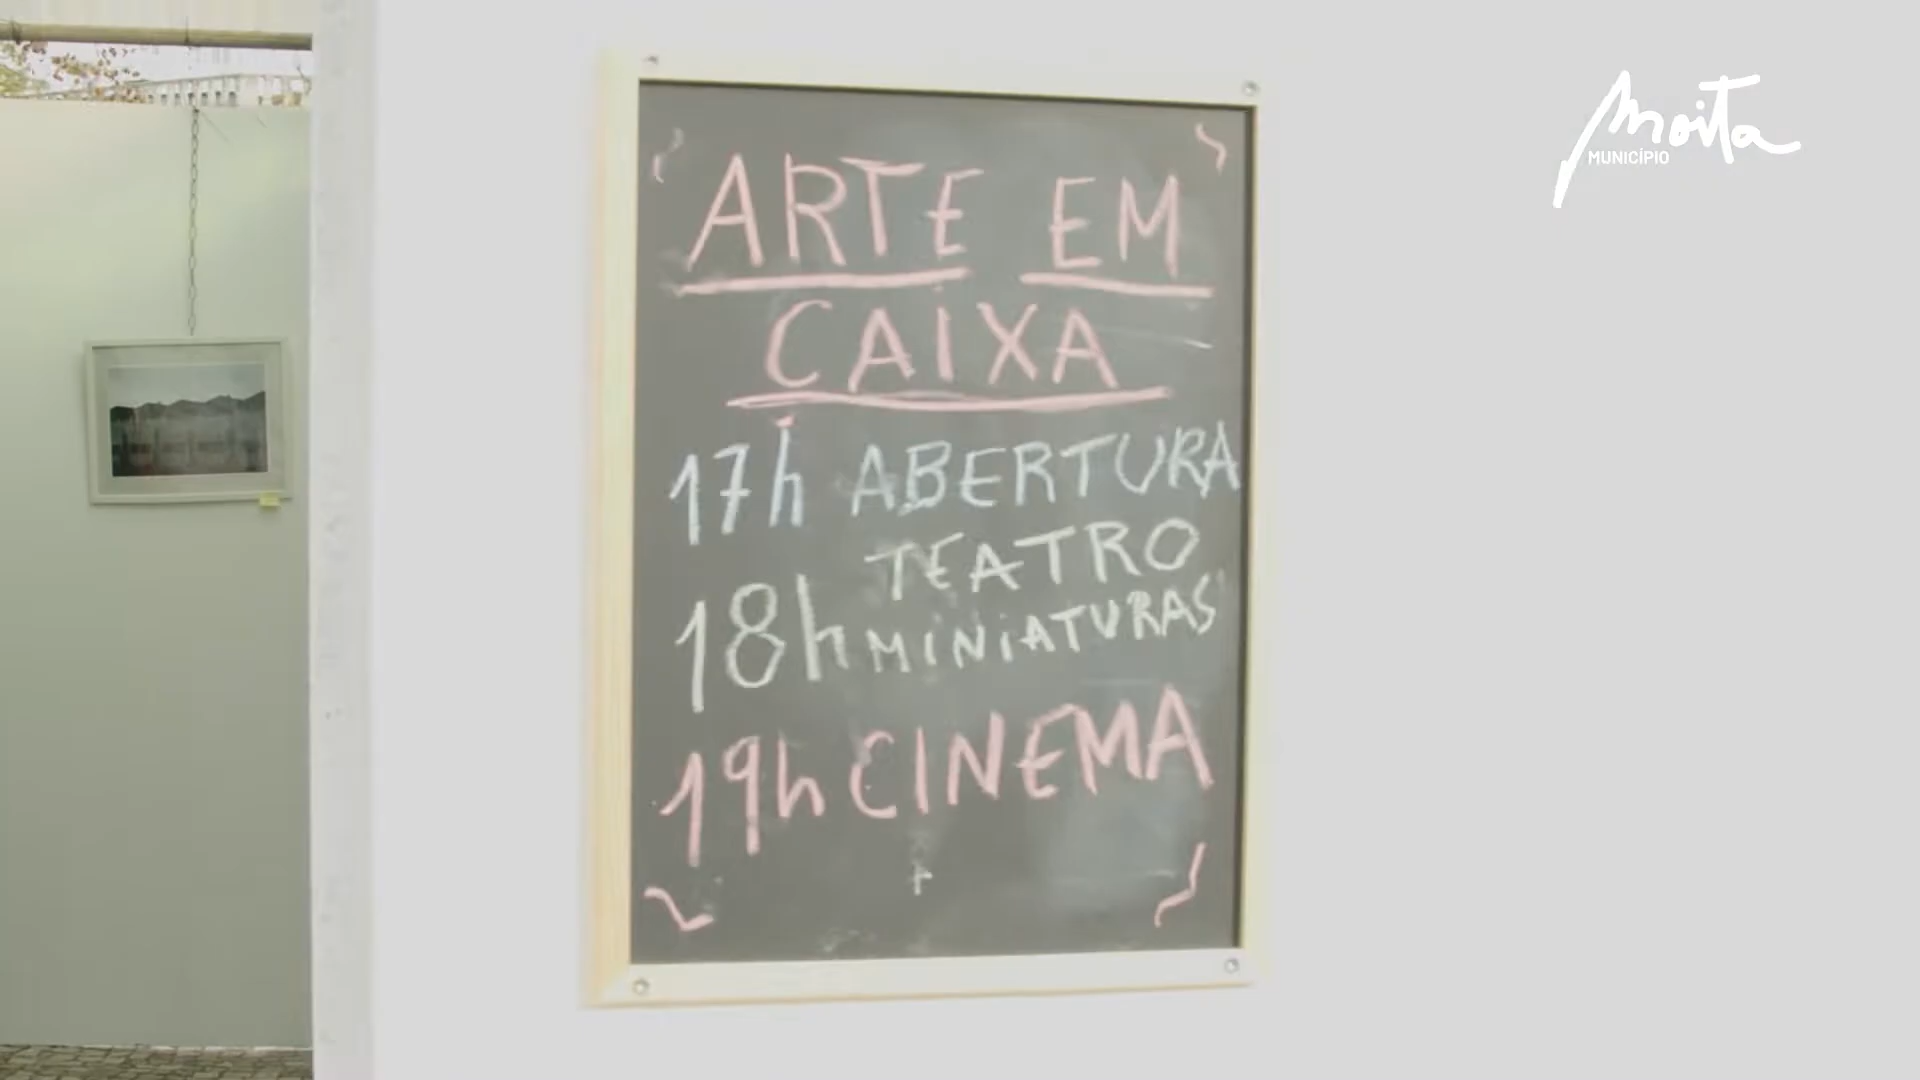 Moita
MUNICÍPIO
ARTE EM
CAIXA
17h ABERTURA
TEATRO
18h MINIATURAS
19h CINEMA